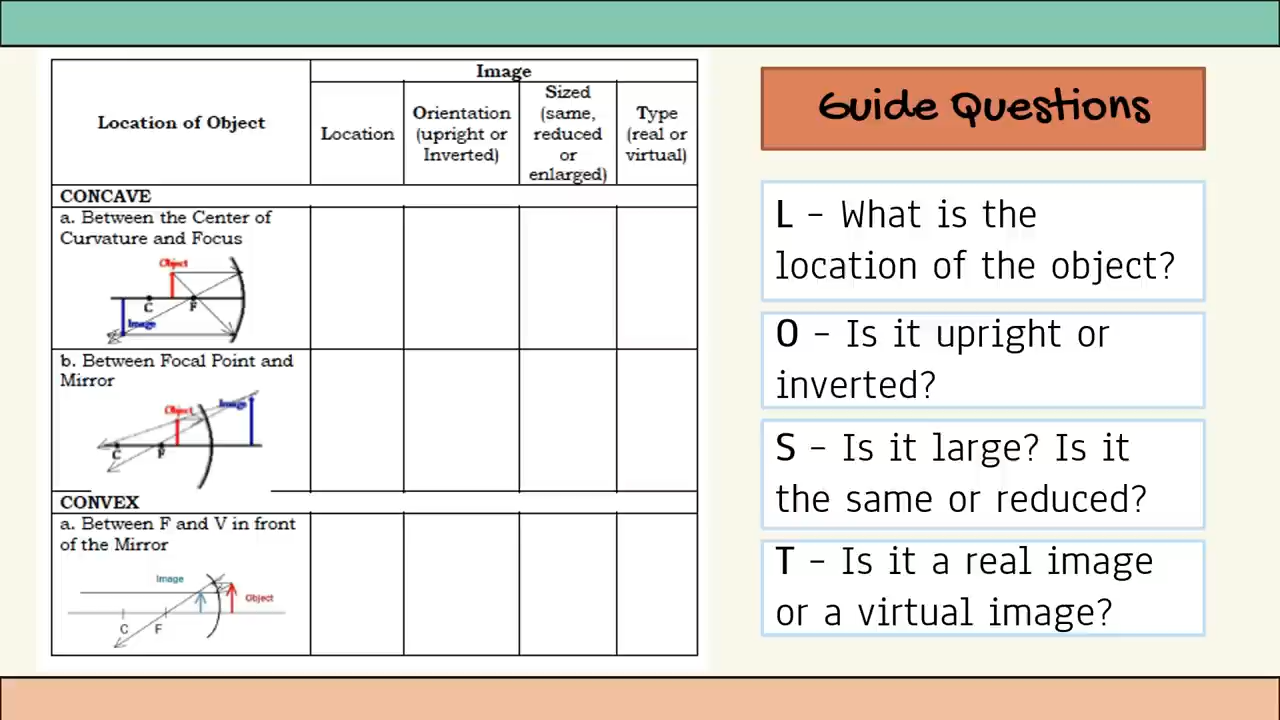 Location of Object
Image
Location
Orientation
(upright or
Inverted)
Sized
(same,
reduced
or
enlarged)
Type
(real or
virtual)
CONCAVE
a. Between the Center of
Curvature and Focus
Object
C
F
Image
b. Between Focal Point and
Mirror
Object
Image
C
F
CONVEX
a. Between F and V in front
of the Mirror
Image
Object
C
F
Guide Questions
L - What is the
location of the object?
O - Is it upright or
inverted?
S - Is it large? Is it
the same or reduced?
T - Is it a real image
or a virtual image?